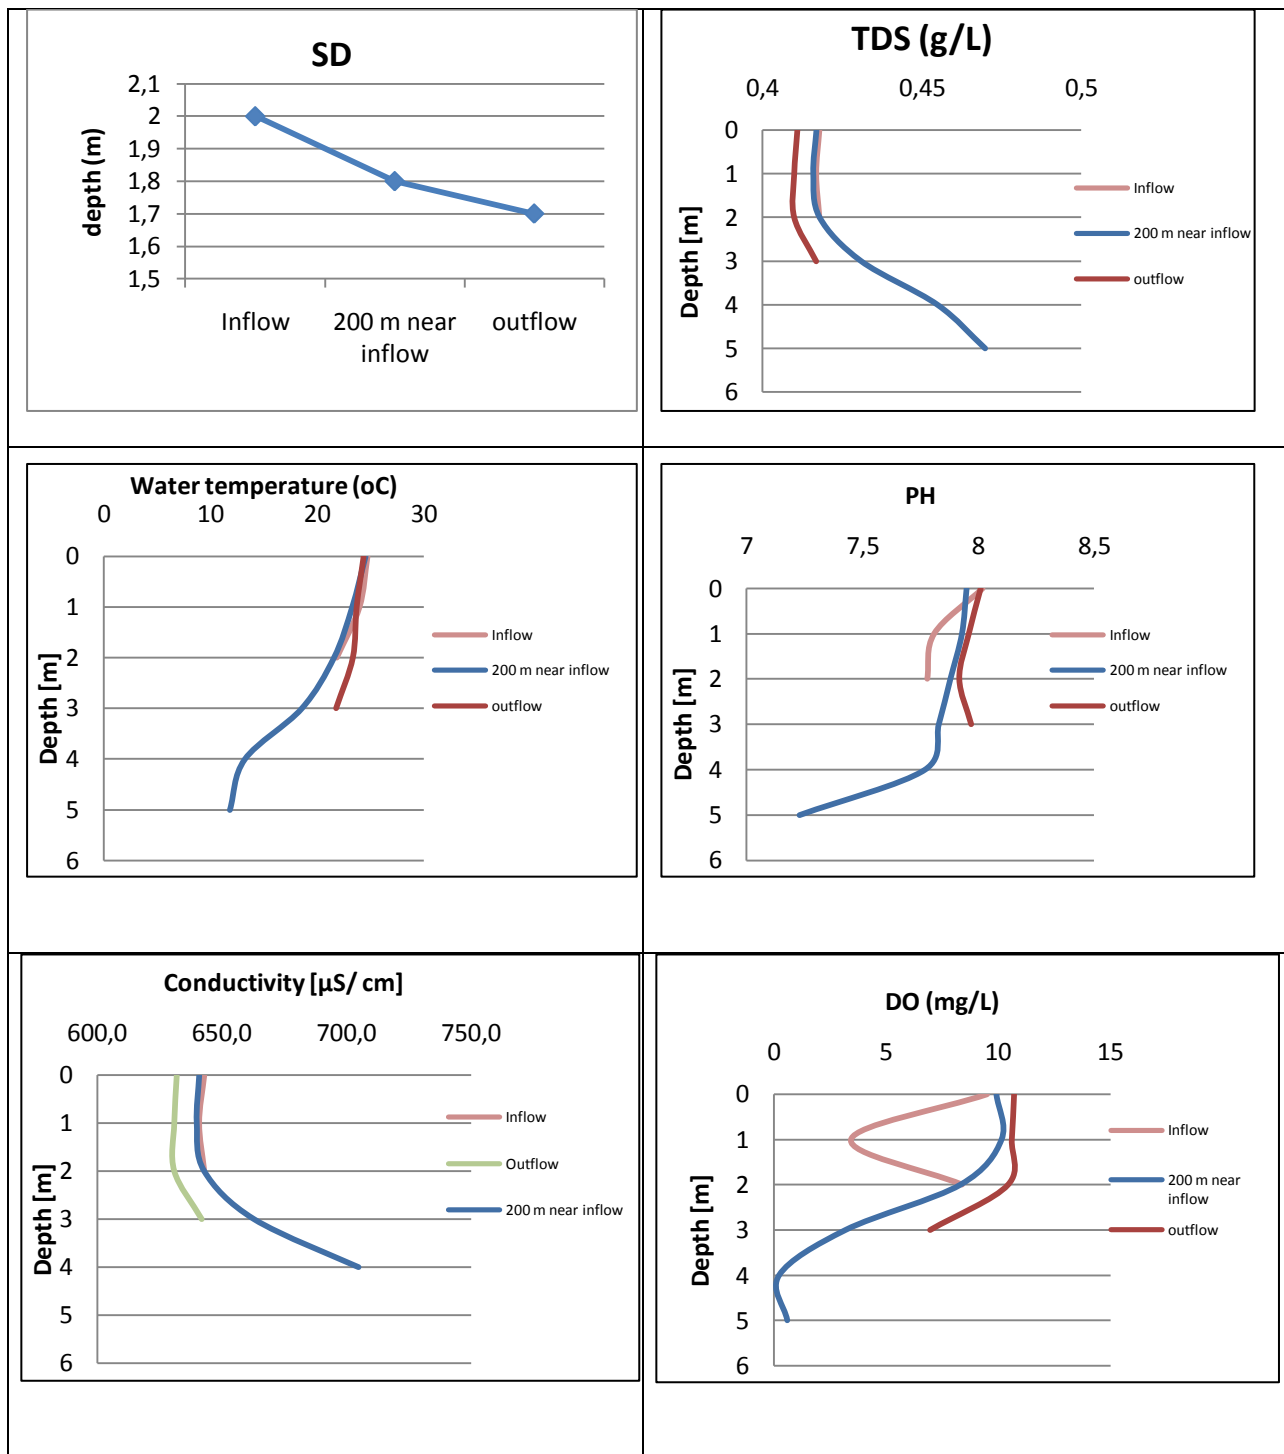 SD
depth (m)
2,1
2
1,9
1,8
1,7
1,6
1,5
Inflow
200 m near
inflow
outflow
TDS (g/L)
0,4 0,45 0,5
Depth [m]
0
1
2
3
4
5
6
Inflow
200 m near inflow
outflow
Water temperature (oC)
0 10 20 30
Depth [m]
0
1
2
3
4
5
6
Inflow
200 m near inflow
outflow
PH
7 7,5 8 8,5
Depth [m]
0
1
2
3
4
5
6
Inflow
200 m near inflow
outflow
Conductivity [µS/ cm]
600,0 650,0 700,0 750,0
Depth [m]
0
1
2
3
4
5
6
Inflow
Outflow
200 m near inflow
DO (mg/L)
0 5 10 15
Depth [m]
0
1
2
3
4
5
6
Inflow
200 m near
inflow
outflow